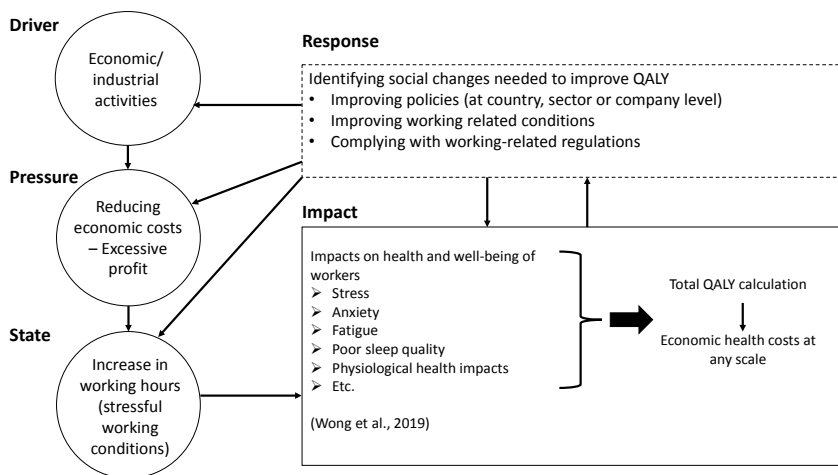 Driver
Economic/
industrial
activities
Response
Identifying social changes needed to improve QALY
• Improving policies (at country, sector or company level)
• Improving working related conditions
• Complying with working-related regulations
Pressure
Reducing
economic costs
– Excessive
profit
Impact
Impacts on health and well-being of
workers
➢ Stress
➢ Anxiety
➢ Fatigue
➢ Poor sleep quality
➢ Physiological health impacts
➢ Etc.
(Wong et al., 2019)
Total QALY calculation
Economic health costs at
any scale
State
Increase in
working hours
(stressful
working
conditions)